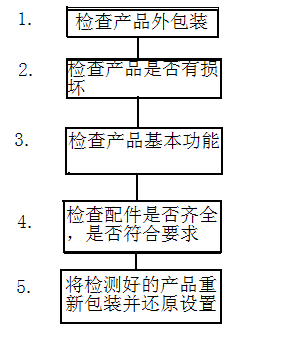 1. 检查产品外包装
2. 检查产品是否有损
坏
3. 检查产品基本功能
4. 检查配件是否齐全
，是否符合要求
5. 将检测好的产品重
新包装并还原设置